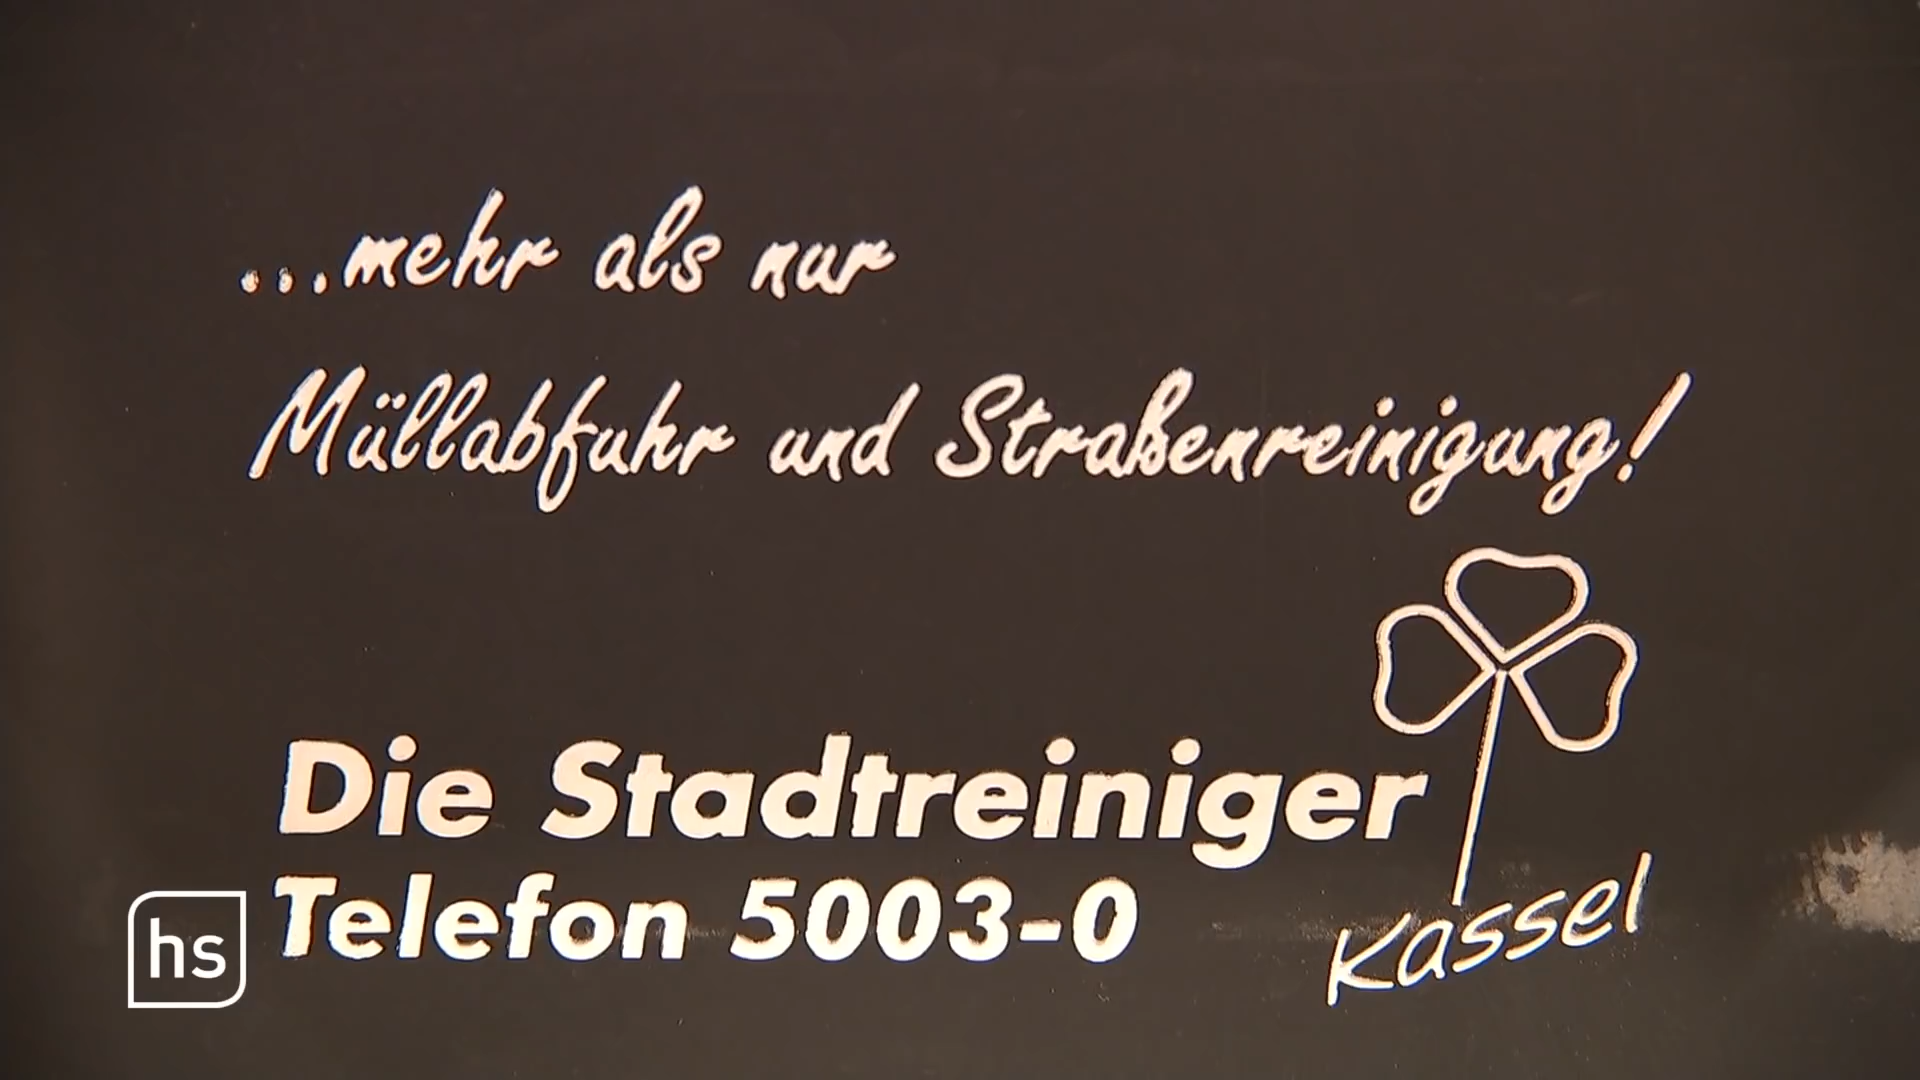 ...mehr als nur
Müllabfuhr und Straßenreinigung!
Die Stadtreiniger
Telefon 5003-0
Kassel
hs